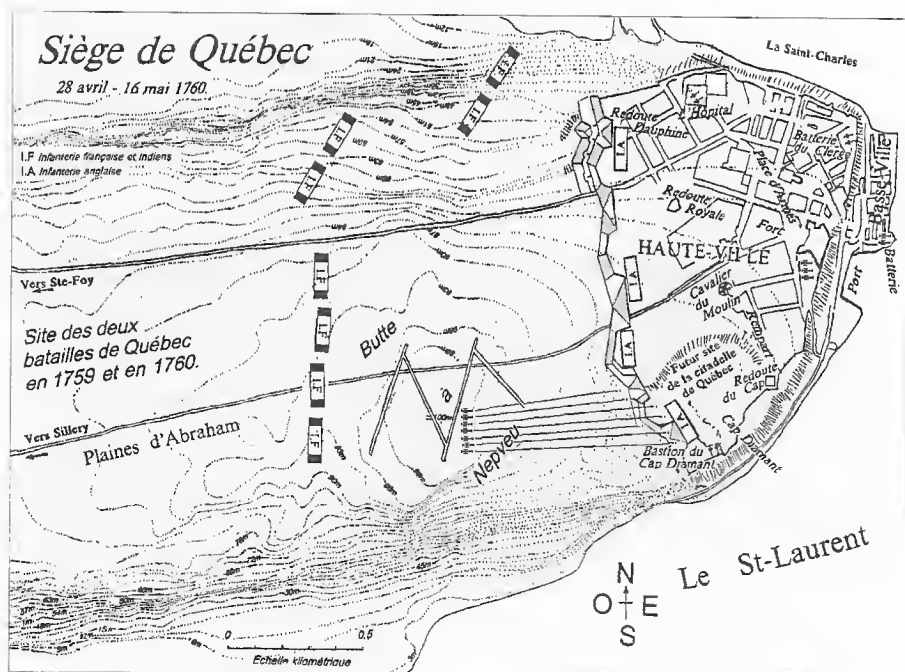 Siège de Québec
28 avril - 16 mai 1760.
I.F Infanterie française et Indiens
I.A Infanterie anglaise
La Saint-Charles
Redoute
Dauphine
L'Hôpital
Batterie
du Clergé
Place d'armes
Basse-Ville
Redoute
Royale
Fort
HAUTE-VILLE
Batterie
Port
Cavalier
du
Moulin
Rempart
Futur site
de la citadelle
de Québec
Redoute
du Cap
Cap Diamant
Bastion du
Cap Diamant
Vers Ste-Foy
Site des deux
batailles de Québec
en 1759 et en 1760.
Butte
à
Nepveu
100m
Vers Sillery
Plaines d'Abraham
I.F
I.F
I.F
I.F
I.F
I.F
I.F
I.F
I.A
I.A
I.A
I.A
Le St-Laurent
N
O E
S
0 0.5
Échelle kilométrique